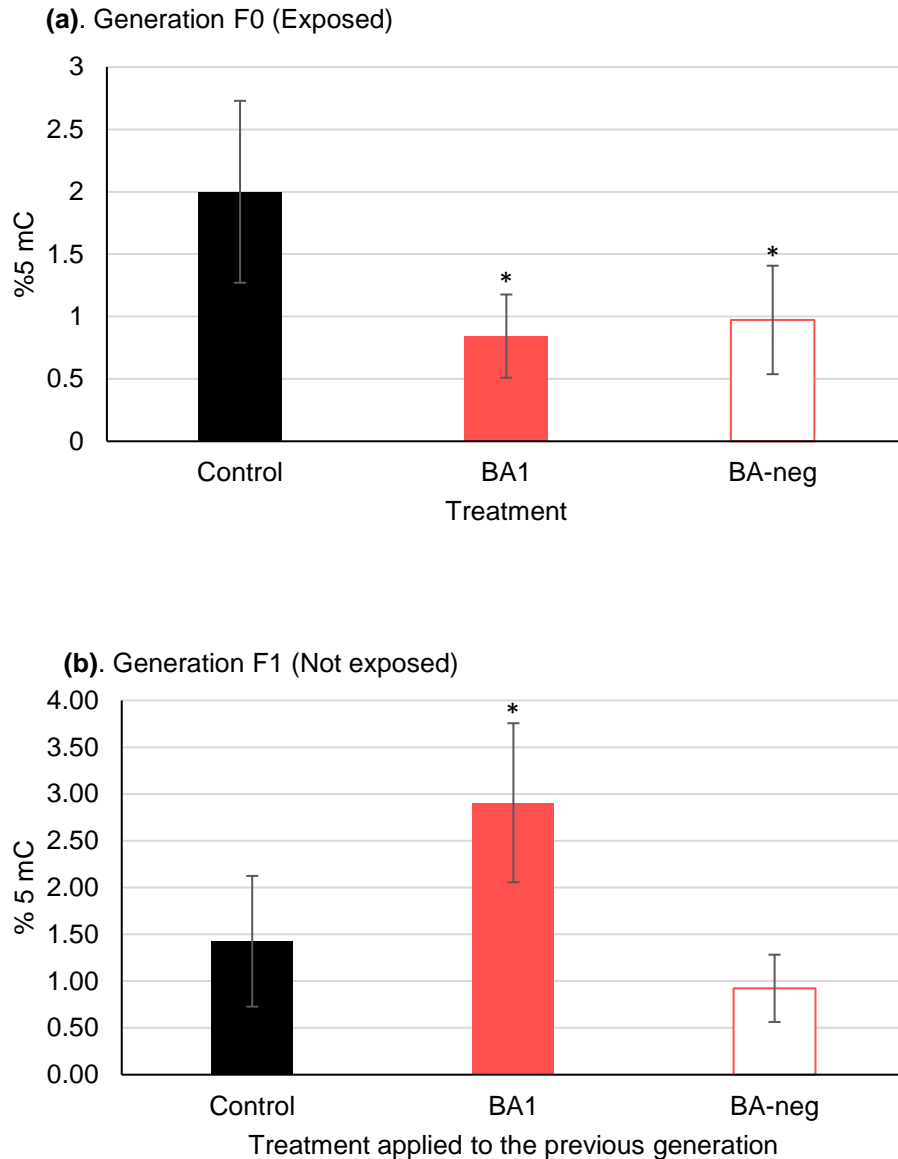 (a). Generation F0 (Exposed)
3
2.5
2
1.5
1
0.5
0
%5 mC
*
*
Control BA1 BA-neg
Treatment
(b). Generation F1 (Not exposed)
4.00
3.50
3.00
2.50
2.00
1.50
1.00
0.50
0.00
% 5 mC
*
Control BA1 BA-neg
Treatment applied to the previous generation